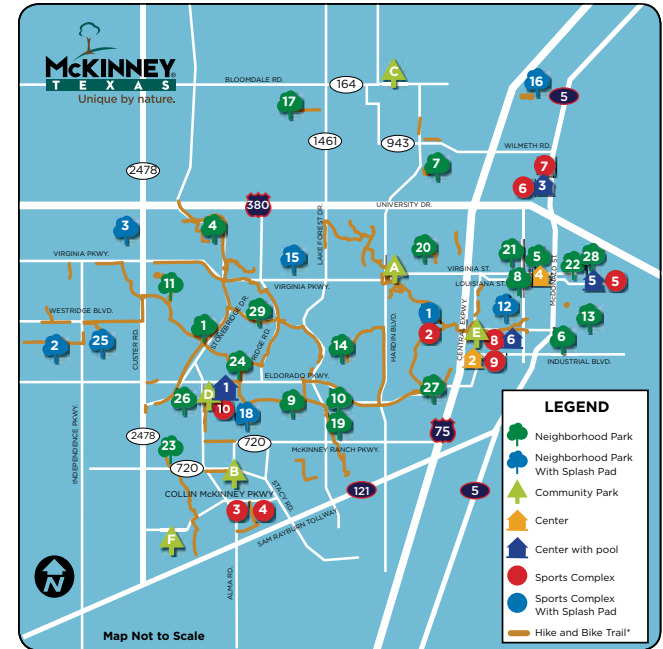 McKINNEY
TEXAS
Unique by nature.
BLOOMDALE RD.
164
C
16
5
17
1461
943
WILMETH RD.
7
7
6
3
2478
380
UNIVERSITY DR.
3
4
LAKE FOREST DR.
20
21
5
22
28
VIRGINIA PKWY.
15
A
VIRGINIA ST.
8
4
McDONALD ST.
5
5
11
VIRGINIA PKWY.
LOUISIANA ST.
WESTRIDGE BLVD.
29
1
12
13
1
STONEBRIDGE DR.
RIDGE RD.
HARDIN BLVD.
2
CENTRAL EXPWY.
E
8
6
6
2
25
CUSTER RD.
24
14
2
9
INDUSTRIAL BLVD.
ELDORADO PKWY.
26
D
1
10
18
9
10
27
19
INDEPENDENCE PKWY.
2478
23
720
75
720
McKINNEY RANCH PKWY.
B
COLLIN McKINNEY PKWY.
STACY RD.
121
5
3
4
SAM RAYBURN TOLLWAY
F
ALMA RD.
N
Map Not to Scale
LEGEND
Neighborhood Park
Neighborhood Park
With Splash Pad
Community Park
Center
Center with pool
Sports Complex
Sports Complex
With Splash Pad
Hike and Bike Trail*